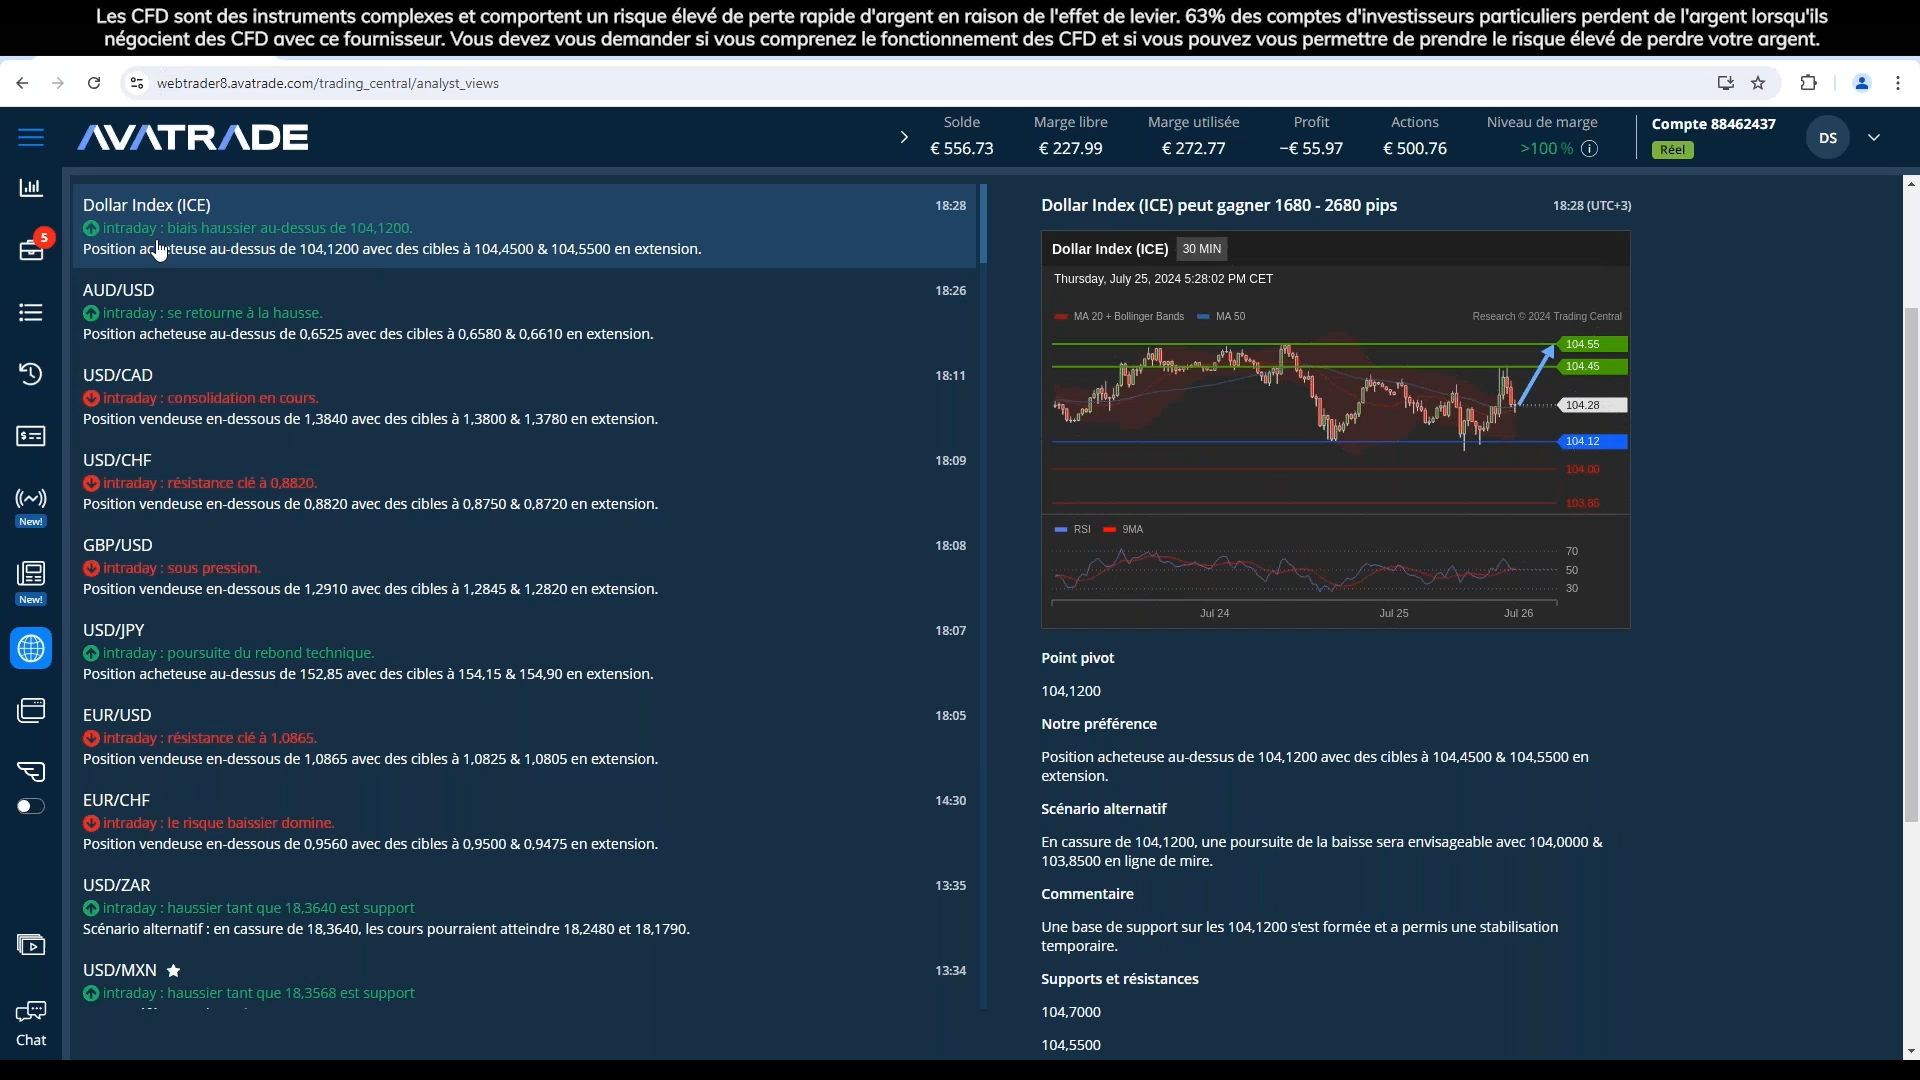 Les CFD sont des instruments complexes et comportent un risque élevé de perte rapide d'argent en raison de l'effet de levier. 63% des comptes d'investisseurs particuliers perdent de l'argent lorsqu'ils
négocient des CFD avec ce fournisseur. Vous devez vous demander si vous comprenez le fonctionnement des CFD et si vous pouvez vous permettre de prendre le risque élevé de perdre votre argent.
webtrader8.avatrade.com/trading_central/analyst_views
AVATRADE
Solde
€ 556.73
Marge libre
€ 227.99
Marge utilisée
€ 272.77
Profit
-€ 55.97
Actions
€ 500.76
Niveau de marge
>100 %
Compte 88462437
Réel
DS
5
New!
New!
Chat
Dollar Index (ICE) 18:28
intraday : biais haussier au-dessus de 104,1200.
Position acheteuse au-dessus de 104,1200 avec des cibles à 104,4500 & 104,5500 en extension.
AUD/USD 18:26
intraday : se retourne à la hausse.
Position acheteuse au-dessus de 0,6525 avec des cibles à 0,6580 & 0,6610 en extension.
USD/CAD 18:11
intraday : consolidation en cours.
Position vendeuse en-dessous de 1,3840 avec des cibles à 1,3800 & 1,3780 en extension.
USD/CHF 18:09
intraday : résistance clé à 0,8820.
Position vendeuse en-dessous de 0,8820 avec des cibles à 0,8750 & 0,8720 en extension.
GBP/USD 18:08
intraday : sous pression.
Position vendeuse en-dessous de 1,2910 avec des cibles à 1,2845 & 1,2820 en extension.
USD/JPY 18:07
intraday : poursuite du rebond technique.
Position acheteuse au-dessus de 152,85 avec des cibles à 154,15 & 154,90 en extension.
EUR/USD 18:05
intraday : résistance clé à 1,0865.
Position vendeuse en-dessous de 1,0865 avec des cibles à 1,0825 & 1,0805 en extension.
EUR/CHF 14:30
intraday : le risque baissier domine.
Position vendeuse en-dessous de 0,9560 avec des cibles à 0,9500 & 0,9475 en extension.
USD/ZAR 13:35
intraday : haussier tant que 18,3640 est support
Scénario alternatif : en cassure de 18,3640, les cours pourraient atteindre 18,2480 et 18,1790.
USD/MXN 13:34
intraday : haussier tant que 18,3568 est support
Dollar Index (ICE) peut gagner 1680 - 2680 pips 18:28 (UTC+3)
Dollar Index (ICE) 30 MIN
Thursday, July 25, 2024 5:28:02 PM CET
MA 20 + Bollinger Bands MA 50 Research © 2024 Trading Central
104.55
104.45
104.28
104.12
104.00
103.85
RSI 9MA
70
50
30
Jul 24 Jul 25 Jul 26
Point pivot
104,1200
Notre préférence
Position acheteuse au-dessus de 104,1200 avec des cibles à 104,4500 & 104,5500 en
extension.
Scénario alternatif
En cassure de 104,1200, une poursuite de la baisse sera envisageable avec 104,0000 &
103,8500 en ligne de mire.
Commentaire
Une base de support sur les 104,1200 s'est formée et a permis une stabilisation
temporaire.
Supports et résistances
104,7000
104,5500